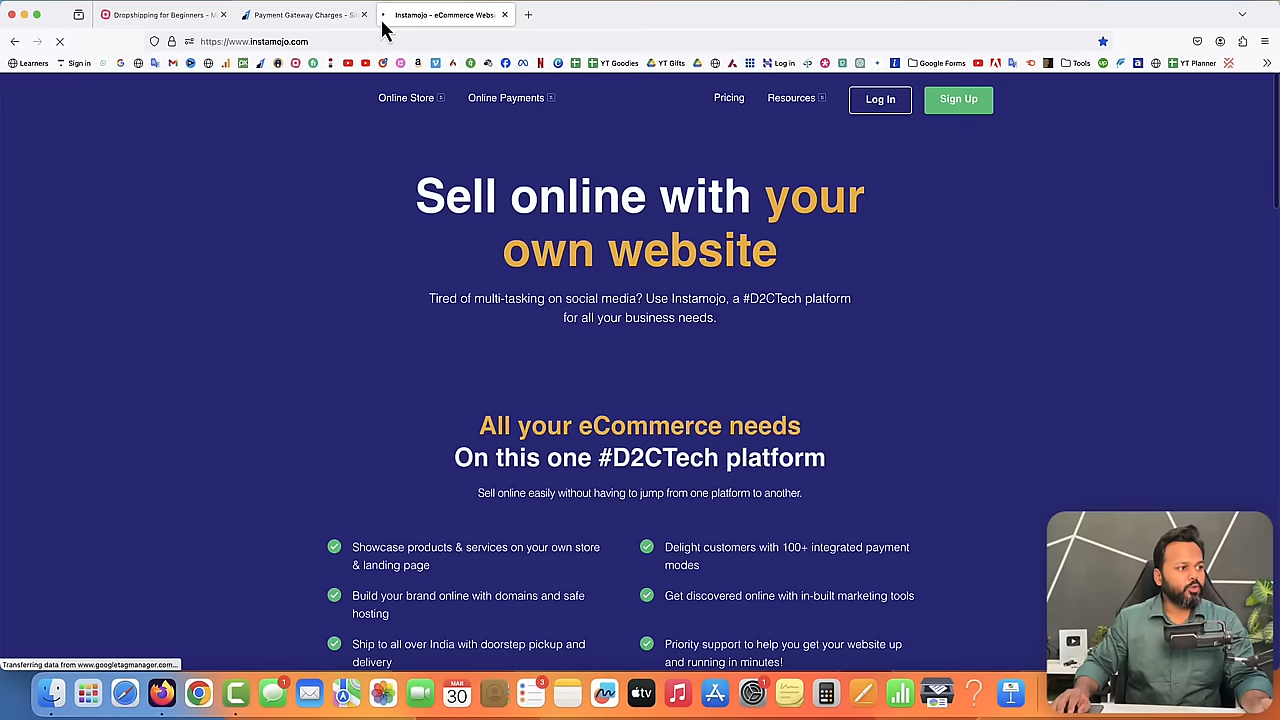 Dropshipping for Beginners - M
Payment Gateway Charges - Si
Instamojo - eCommerce Websi
https://www.instamojo.com
Learners
Sign in
YT Goodies
YT Gifts
Log in
Google Forms
Tools
YT Planner
Online Store
Online Payments
Pricing
Resources
Log In
Sign Up
Sell online with your
own website
Tired of multi-tasking on social media? Use Instamojo, a #D2CTech platform
for all your business needs.
All your eCommerce needs
On this one #D2CTech platform
Sell online easily without having to jump from one platform to another.
Showcase products & services on your own store
& landing page
Delight customers with 100+ integrated payment
modes
Build your brand online with domains and safe
hosting
Get discovered online with in-built marketing tools
Ship to all over India with doorstep pickup and
delivery
Priority support to help you get your website up
and running in minutes!
Transferring data from www.googletagmanager.com...
MAR
30
1
3
tv
1